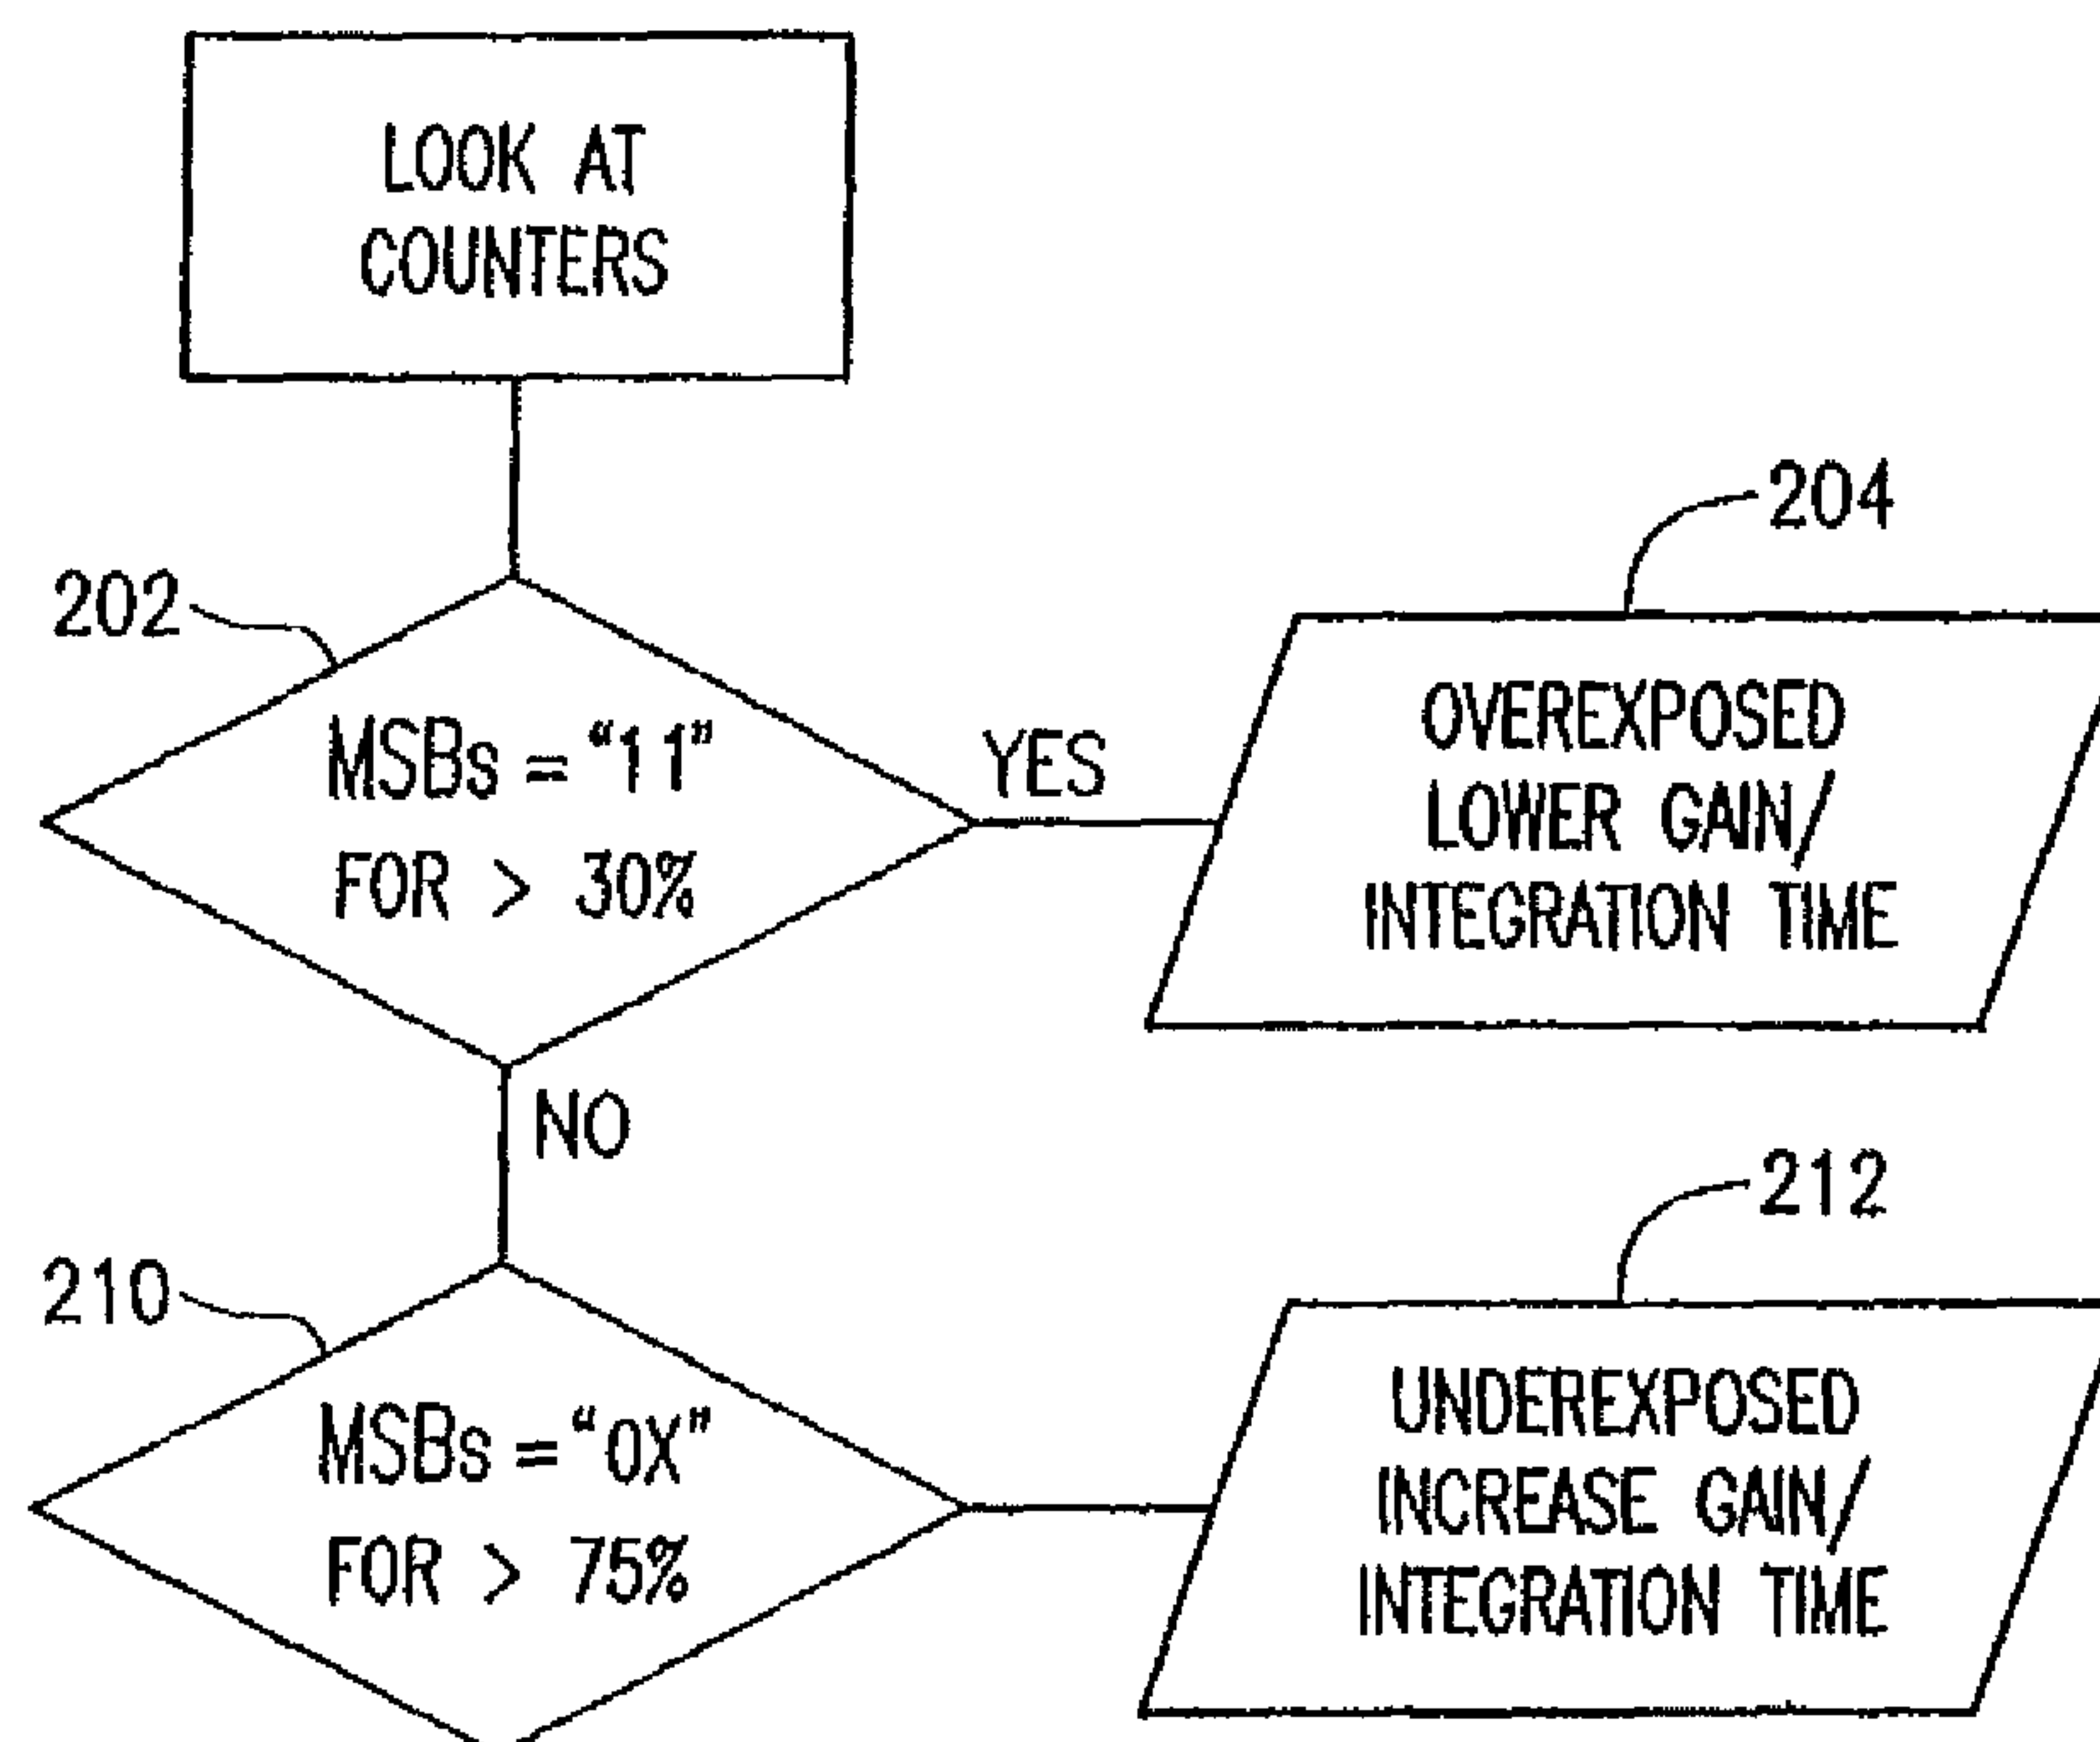 LOOK AT
COUNTERS
204
202
MSBs = “11”
FOR > 30%
YES
OVEREXPOSED
LOWER GAIN/
INTEGRATION TIME
NO
212
210
MSBs = “0X”
FOR > 75%
UNDEREXPOSED
INCREASE GAIN/
INTEGRATION TIME